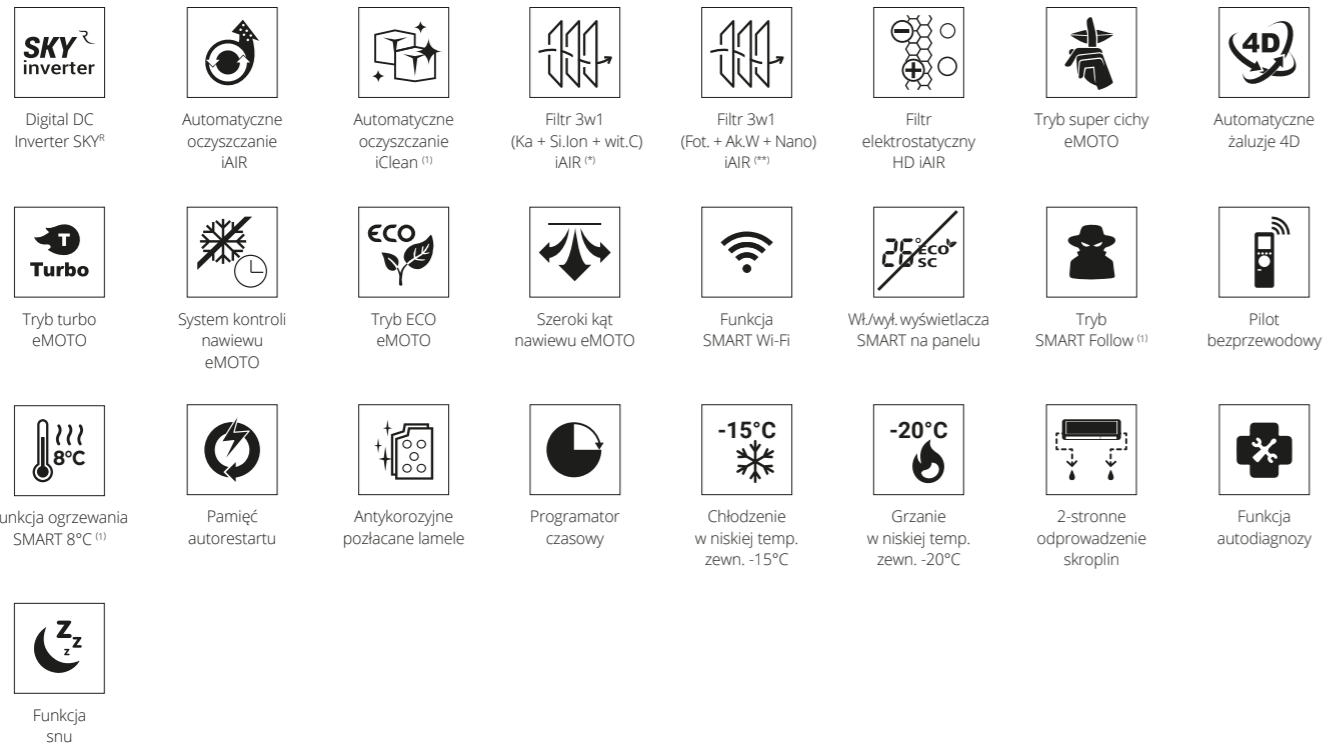 SKY R
inverter
Digital DC
Inverter SKYR
Automatyczne
oczyszczanie
iAIR
Automatyczne
oczyszczanie
iClean (1)
Filtr 3w1
(Ka + Si.Ion + wit.C)
iAIR (*)
Filtr 3w1
(Fot. + Ak.W + Nano)
iAIR (**)
Filtr
elektrostatyczny
HD iAIR
Tryb super cichy
eMOTO
4D
Automatyczne
żaluzje 4D
T
Turbo
Tryb turbo
eMOTO
System kontroli
nawiewu
eMOTO
ECO
Tryb ECO
eMOTO
Szeroki kąt
nawiewu eMOTO
Funkcja
SMART Wi-Fi
26° ECO
SC
Wł./wył. wyświetlacza
SMART na panelu
Tryb
SMART Follow (1)
Pilot
bezprzewodowy
8°C
unkcja ogrzewania
SMART 8°C (1)
Pamięć
autorestartu
Antykorozyjne
pozłacane lamele
Programator
czasowy
-15°C
Chłodzenie
w niskiej temp.
zewn. -15°C
-20°C
Grzanie
w niskiej temp.
zewn. -20°C
2-stronne
odprowadzenie
skroplin
Funkcja
autodiagnozy
Z z z
Funkcja
snu